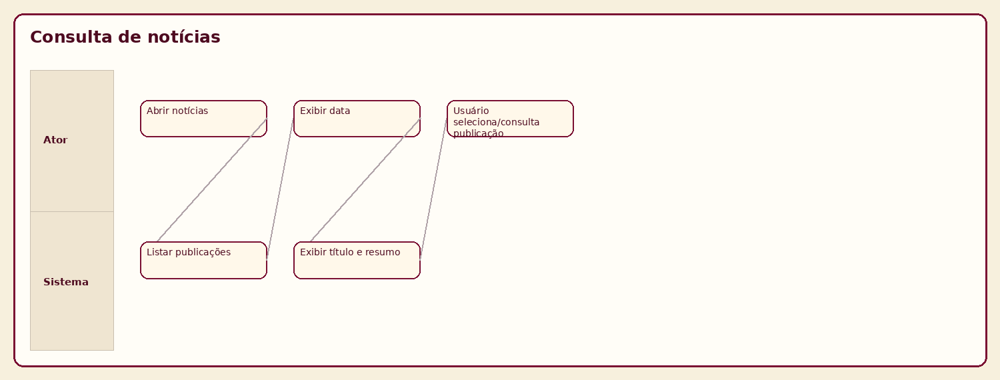 Consulta de notícias
Ator
Abrir notícias
Exibir data
Usuário
seleciona/consulta
publicação
Sistema
Listar publicações
Exibir título e resumo